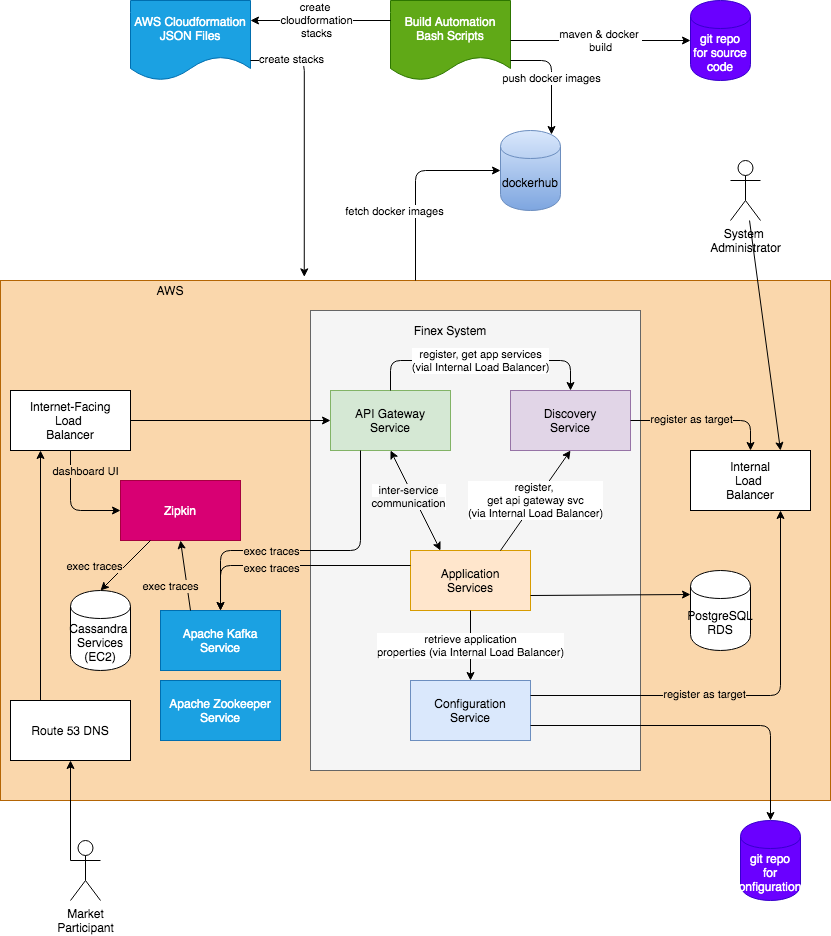 AWS Cloudformation
JSON Files
create
cloudformation
stacks
Build Automation
Bash Scripts
maven & docker
build
git repo
for source
code
create stacks
push docker images
dockerhub
fetch docker images
System
Administrator
AWS
Finex System
register, get app services
(vial Internal Load Balancer)
Internet-Facing
Load
Balancer
API Gateway
Service
Discovery
Service
register as target
dashboard UI
Internal
Load
Balancer
Zipkin
inter-service
communication
register,
get api gateway svc
(via Internal Load Balancer)
exec traces
exec traces
exec traces
exec traces
Application
Services
Cassandra
Services
(EC2)
Apache Kafka
Service
PostgreSQL
RDS
retrieve application
properties (via Internal Load Balancer)
Apache Zookeeper
Service
Configuration
Service
register as target
Route 53 DNS
git repo
for
onfiguration
Market
Participant